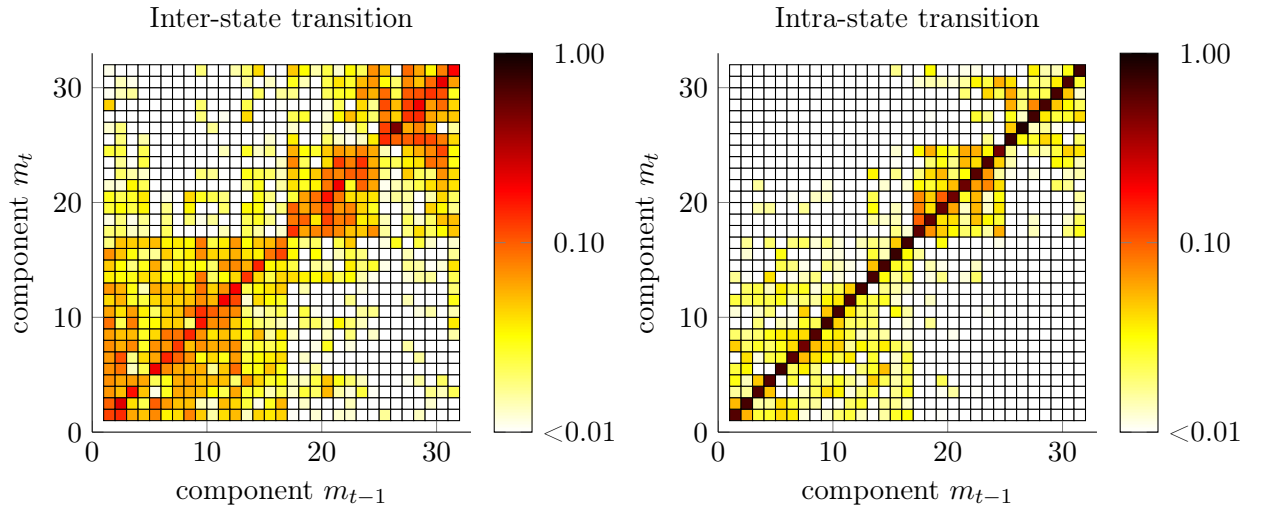 Inter-state transition
component m_t
30
20
10
0
0 10 20 30
component m_{t−1}
1.00
0.10
<0.01
Intra-state transition
component m_t
30
20
10
0
0 10 20 30
component m_{t−1}
1.00
0.10
<0.01